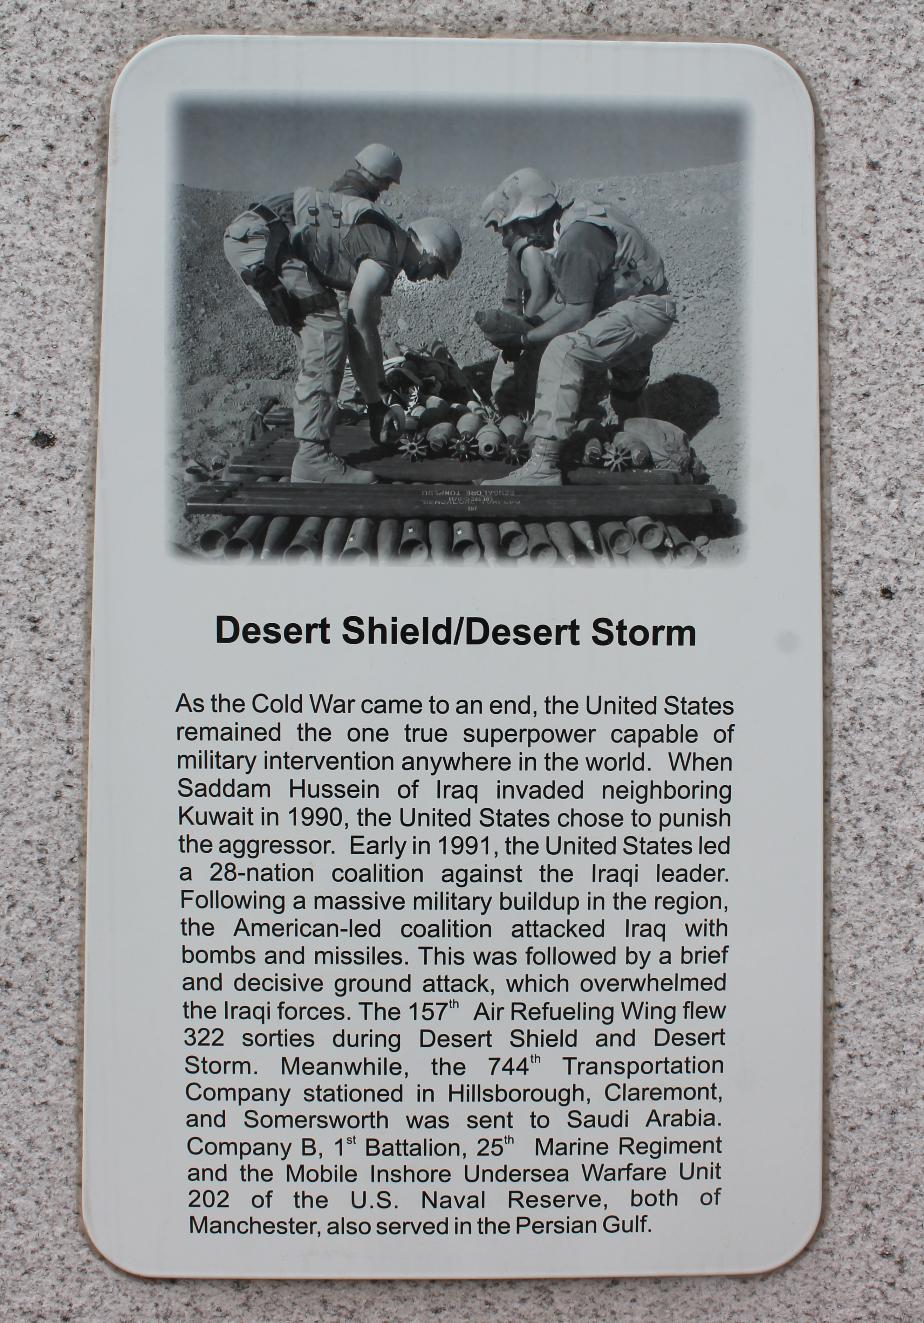 Desert Shield/Desert Storm
As the Cold War came to an end, the United States
remained the one true superpower capable of
military intervention anywhere in the world. When
Saddam Hussein of Iraq invaded neighboring
Kuwait in 1990, the United States chose to punish
the aggressor. Early in 1991, the United States led
a 28-nation coalition against the Iraqi leader.
Following a massive military buildup in the region,
the American-led coalition attacked Iraq with
bombs and missiles. This was followed by a brief
and decisive ground attack, which overwhelmed
the Iraqi forces. The 157th Air Refueling Wing flew
322 sorties during Desert Shield and Desert
Storm. Meanwhile, the 744th Transportation
Company stationed in Hillsborough, Claremont,
and Somersworth was sent to Saudi Arabia.
Company B, 1st Battalion, 25th Marine Regiment
and the Mobile Inshore Undersea Warfare Unit
202 of the U.S. Naval Reserve, both of
Manchester, also served in the Persian Gulf.